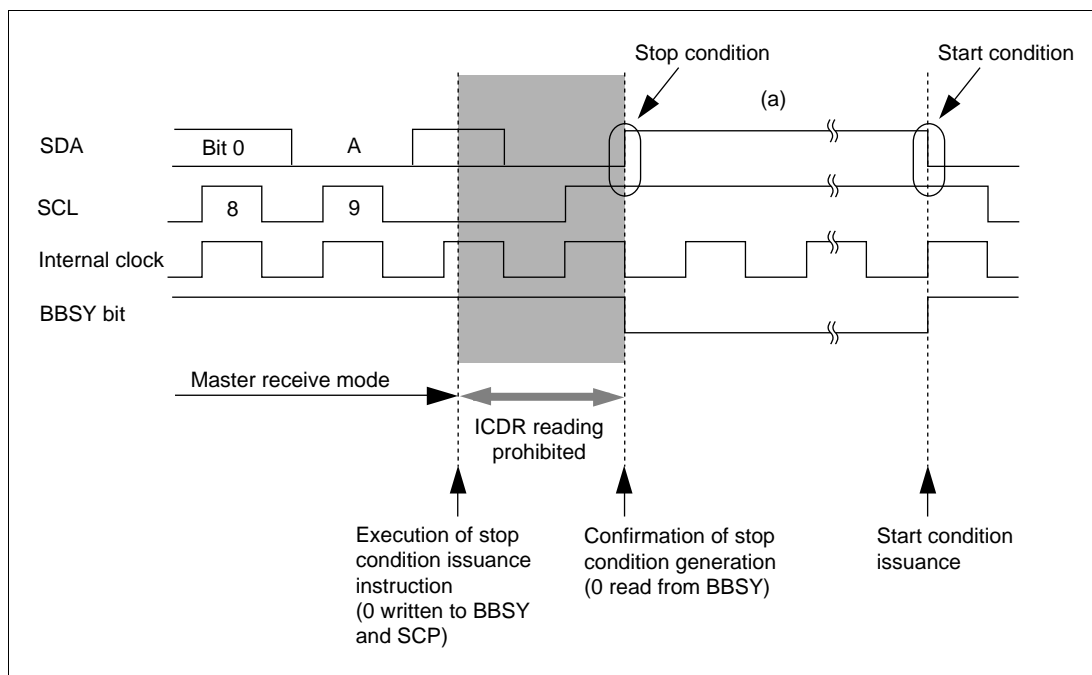 Stop condition
Start condition
(a)
SDA
Bit 0
A
SCL
8
9
Internal clock
BBSY bit
Master receive mode
ICDR reading
prohibited
Execution of stop
condition issuance
instruction
(0 written to BBSY
and SCP)
Confirmation of stop
condition generation
(0 read from BBSY)
Start condition
issuance